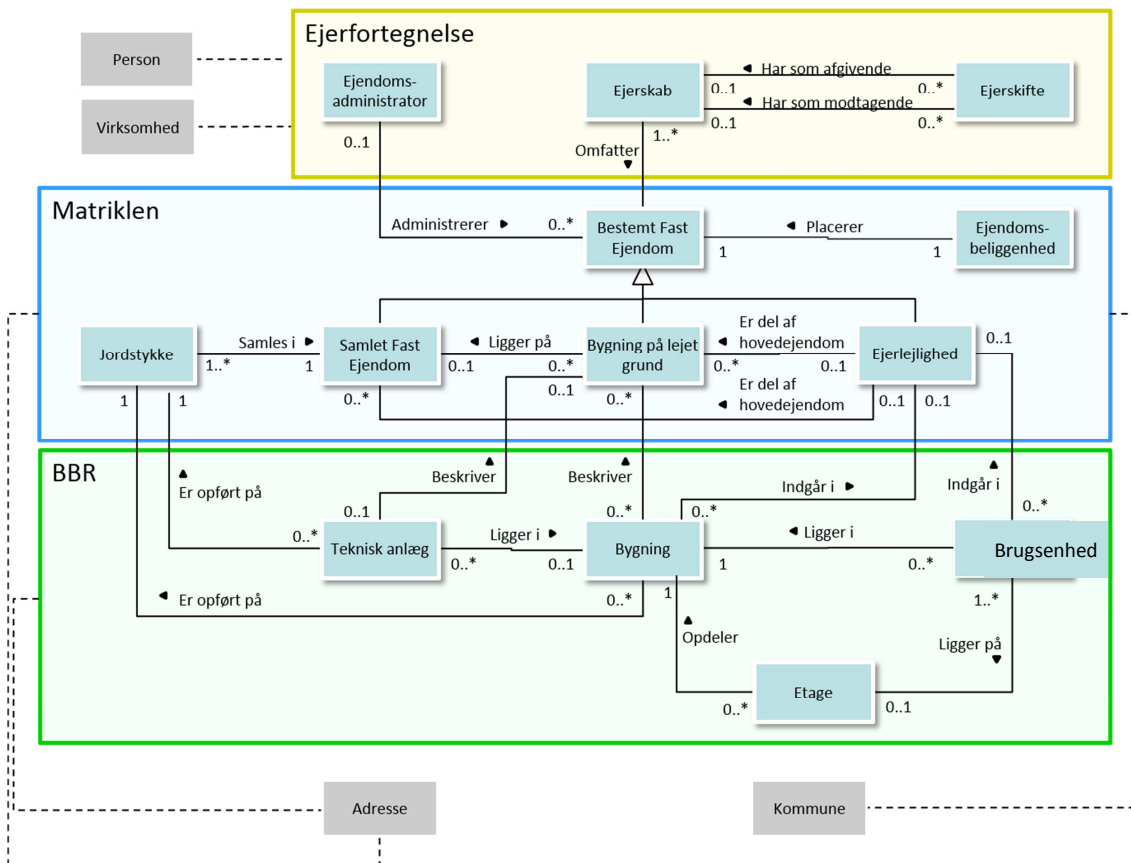 Ejerfortegnelse
Person
Virksomhed
Ejendoms-
administrator
Ejerskab
Ejerskifte
Har som afgivende
0..1
0..*
Har som modtagende
0..1
0..*
0..1
1..*
Omfatter
Matriklen
Administrerer
0..*
Bestemt Fast
Ejendom
1
Placerer
1
Ejendoms-
beliggenhed
Jordstykke
Samles i
1..*
1
Samlet Fast
Ejendom
Ligger på
0..1
0..*
Bygning på lejet
grund
Er del af
hovedejendom
0..*
0..1
Ejerlejlighed
0..1
1
1
0..*
0..1
0..*
Er del af
hovedejendom
0..1
0..1
BBR
Er opført på
Beskriver
Beskriver
Indgår i
Indgår i
0..1
0..*
0..*
0..*
0..*
Teknisk anlæg
Ligger i
0..*
0..1
Bygning
Ligger i
1
0..*
Brugsenhed
Er opført på
0..*
1
1..*
Opdeler
Ligger på
Etage
0..*
0..1
Adresse
Kommune